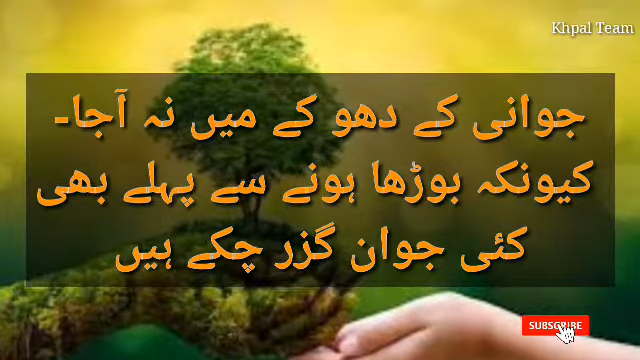 Khpal Team
جوانی کے دھو کے میں نہ آجا۔
کیونکہ بوڑھا ہونے سے پہلے بھی
کئی جوان گزر چکے ہیں
SUBSCRIBE